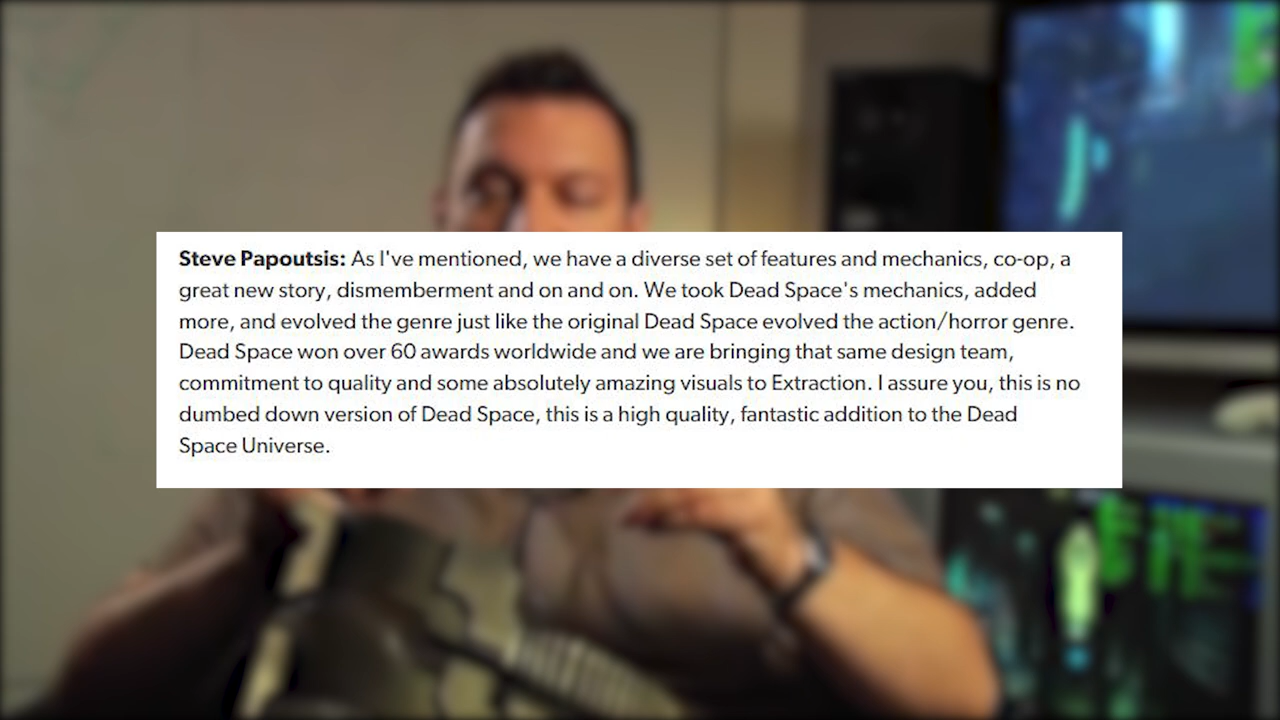 Steve Papoutsis: As I've mentioned, we have a diverse set of features and mechanics, co-op, a
great new story, dismemberment and on and on. We took Dead Space's mechanics, added
more, and evolved the genre just like the original Dead Space evolved the action/horror genre.
Dead Space won over 60 awards worldwide and we are bringing that same design team,
commitment to quality and some absolutely amazing visuals to Extraction. I assure you, this is no
dumbed down version of Dead Space, this is a high quality, fantastic addition to the Dead
Space Universe.